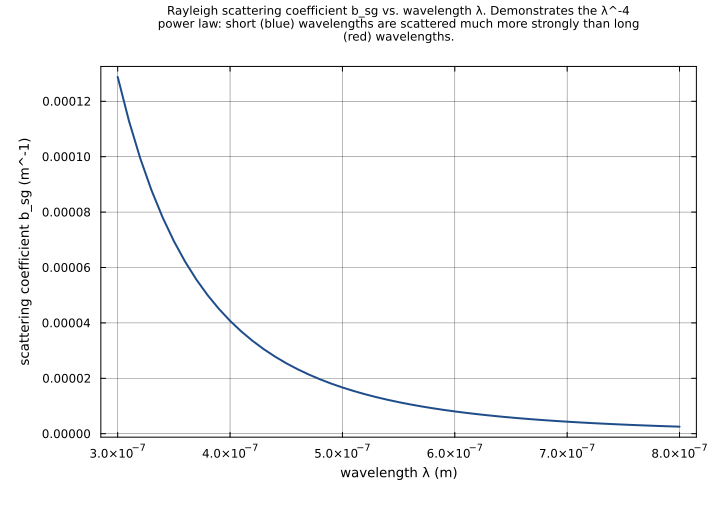 Rayleigh scattering coefficient b_sg vs. wavelength λ. Demonstrates the λ^-4
power law: short (blue) wavelengths are scattered much more strongly than long
(red) wavelengths.
scattering coefficient b_sg (m^-1)
0.00012
0.00010
0.00008
0.00006
0.00004
0.00002
0.00000
3.0×10⁻⁷ 4.0×10⁻⁷ 5.0×10⁻⁷ 6.0×10⁻⁷ 7.0×10⁻⁷ 8.0×10⁻⁷
wavelength λ (m)